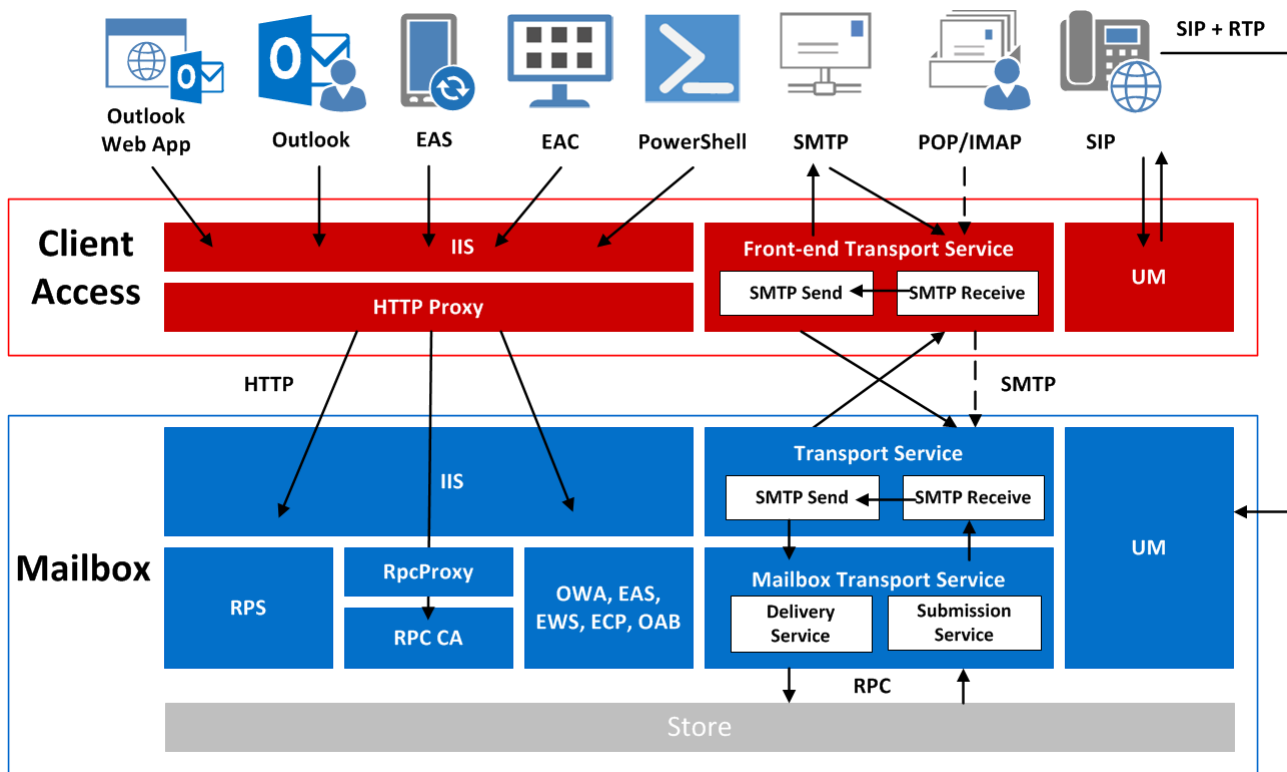 SIP + RTP
Outlook
Web App
Outlook
EAS
EAC
PowerShell
SMTP
POP/IMAP
SIP
Client
Access
IIS
HTTP Proxy
Front-end Transport Service
SMTP Send
SMTP Receive
UM
HTTP
SMTP
Mailbox
IIS
RPS
RpcProxy
RPC CA
OWA, EAS,
EWS, ECP, OAB
Transport Service
SMTP Send
SMTP Receive
Mailbox Transport Service
Delivery
Service
Submission
Service
UM
RPC
Store